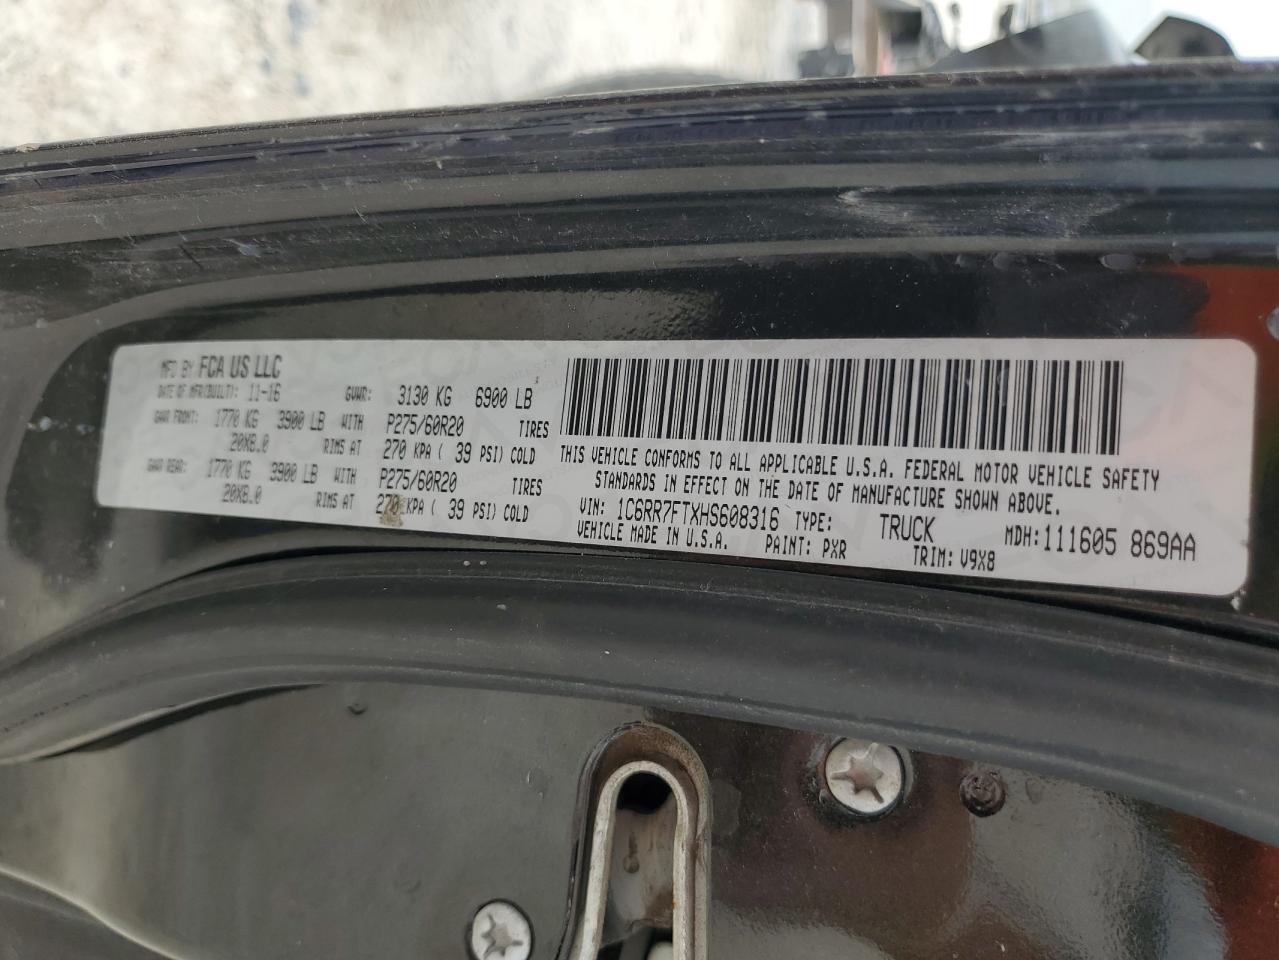 MFD BY FCA US LLC
DATE OF MFR(BUILT): 11-16 GVWR: 3130 KG 6900 LB
GAWR FRONT: 1770 KG 3900 LB WITH P275/60R20 TIRES
20X8.0 RIMS AT 270 KPA ( 39 PSI) COLD
GAWR REAR: 1770 KG 3900 LB WITH P275/60R20 TIRES
20X8.0 RIMS AT 270 KPA ( 39 PSI) COLD
THIS VEHICLE CONFORMS TO ALL APPLICABLE U.S.A. FEDERAL MOTOR VEHICLE SAFETY
STANDARDS IN EFFECT ON THE DATE OF MANUFACTURE SHOWN ABOVE.
VIN: 1C6RR7FTXHS608316 TYPE: TRUCK MDH:111605 869AA
VEHICLE MADE IN U.S.A. PAINT: PXR TRIM: V9X8